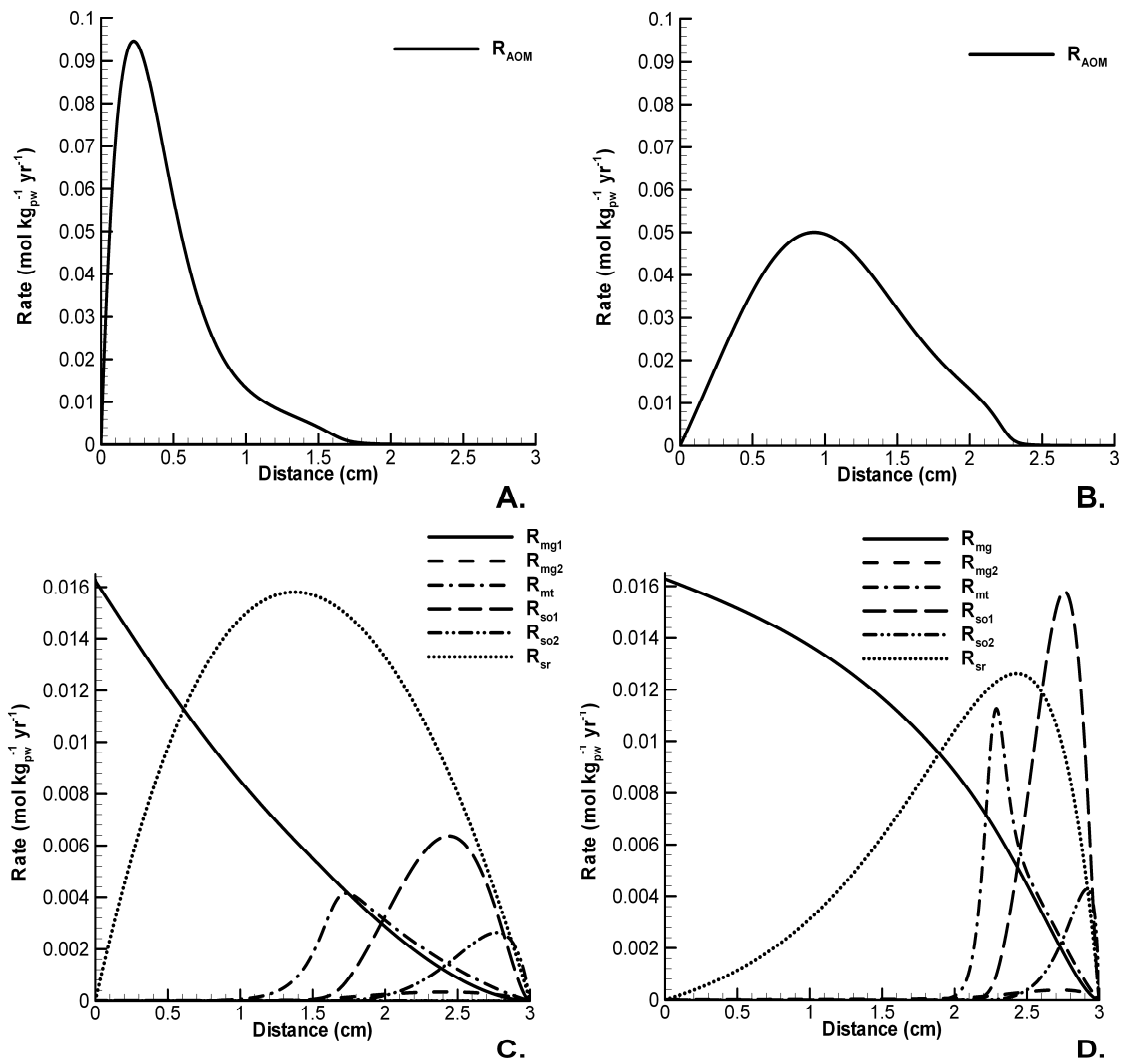 0.1
0.09
0.08
0.07
0.06
0.05
0.04
0.03
0.02
0.01
0
Rate (mol kg_pw^-1 yr^-1)
R_AOM
0 0.5 1 1.5 2 2.5 3
Distance (cm)
A.
0.1
0.09
0.08
0.07
0.06
0.05
0.04
0.03
0.02
0.01
0
Rate (mol kg_pw^-1 yr^-1)
R_AOM
0 0.5 1 1.5 2 2.5 3
Distance (cm)
B.
R_mg1
R_mg2
R_mt
R_so1
R_so2
R_sr
0.016
0.014
0.012
0.01
0.008
0.006
0.004
0.002
0
Rate (mol kg_pw^-1 yr^-1)
0 0.5 1 1.5 2 2.5 3
Distance (cm)
C.
R_mg
R_mg2
R_mt
R_so1
R_so2
R_sr
0.016
0.014
0.012
0.01
0.008
0.006
0.004
0.002
0
Rate (mol kg_pw^-1 yr^-1)
0 0.5 1 1.5 2 2.5 3
Distance (cm)
D.